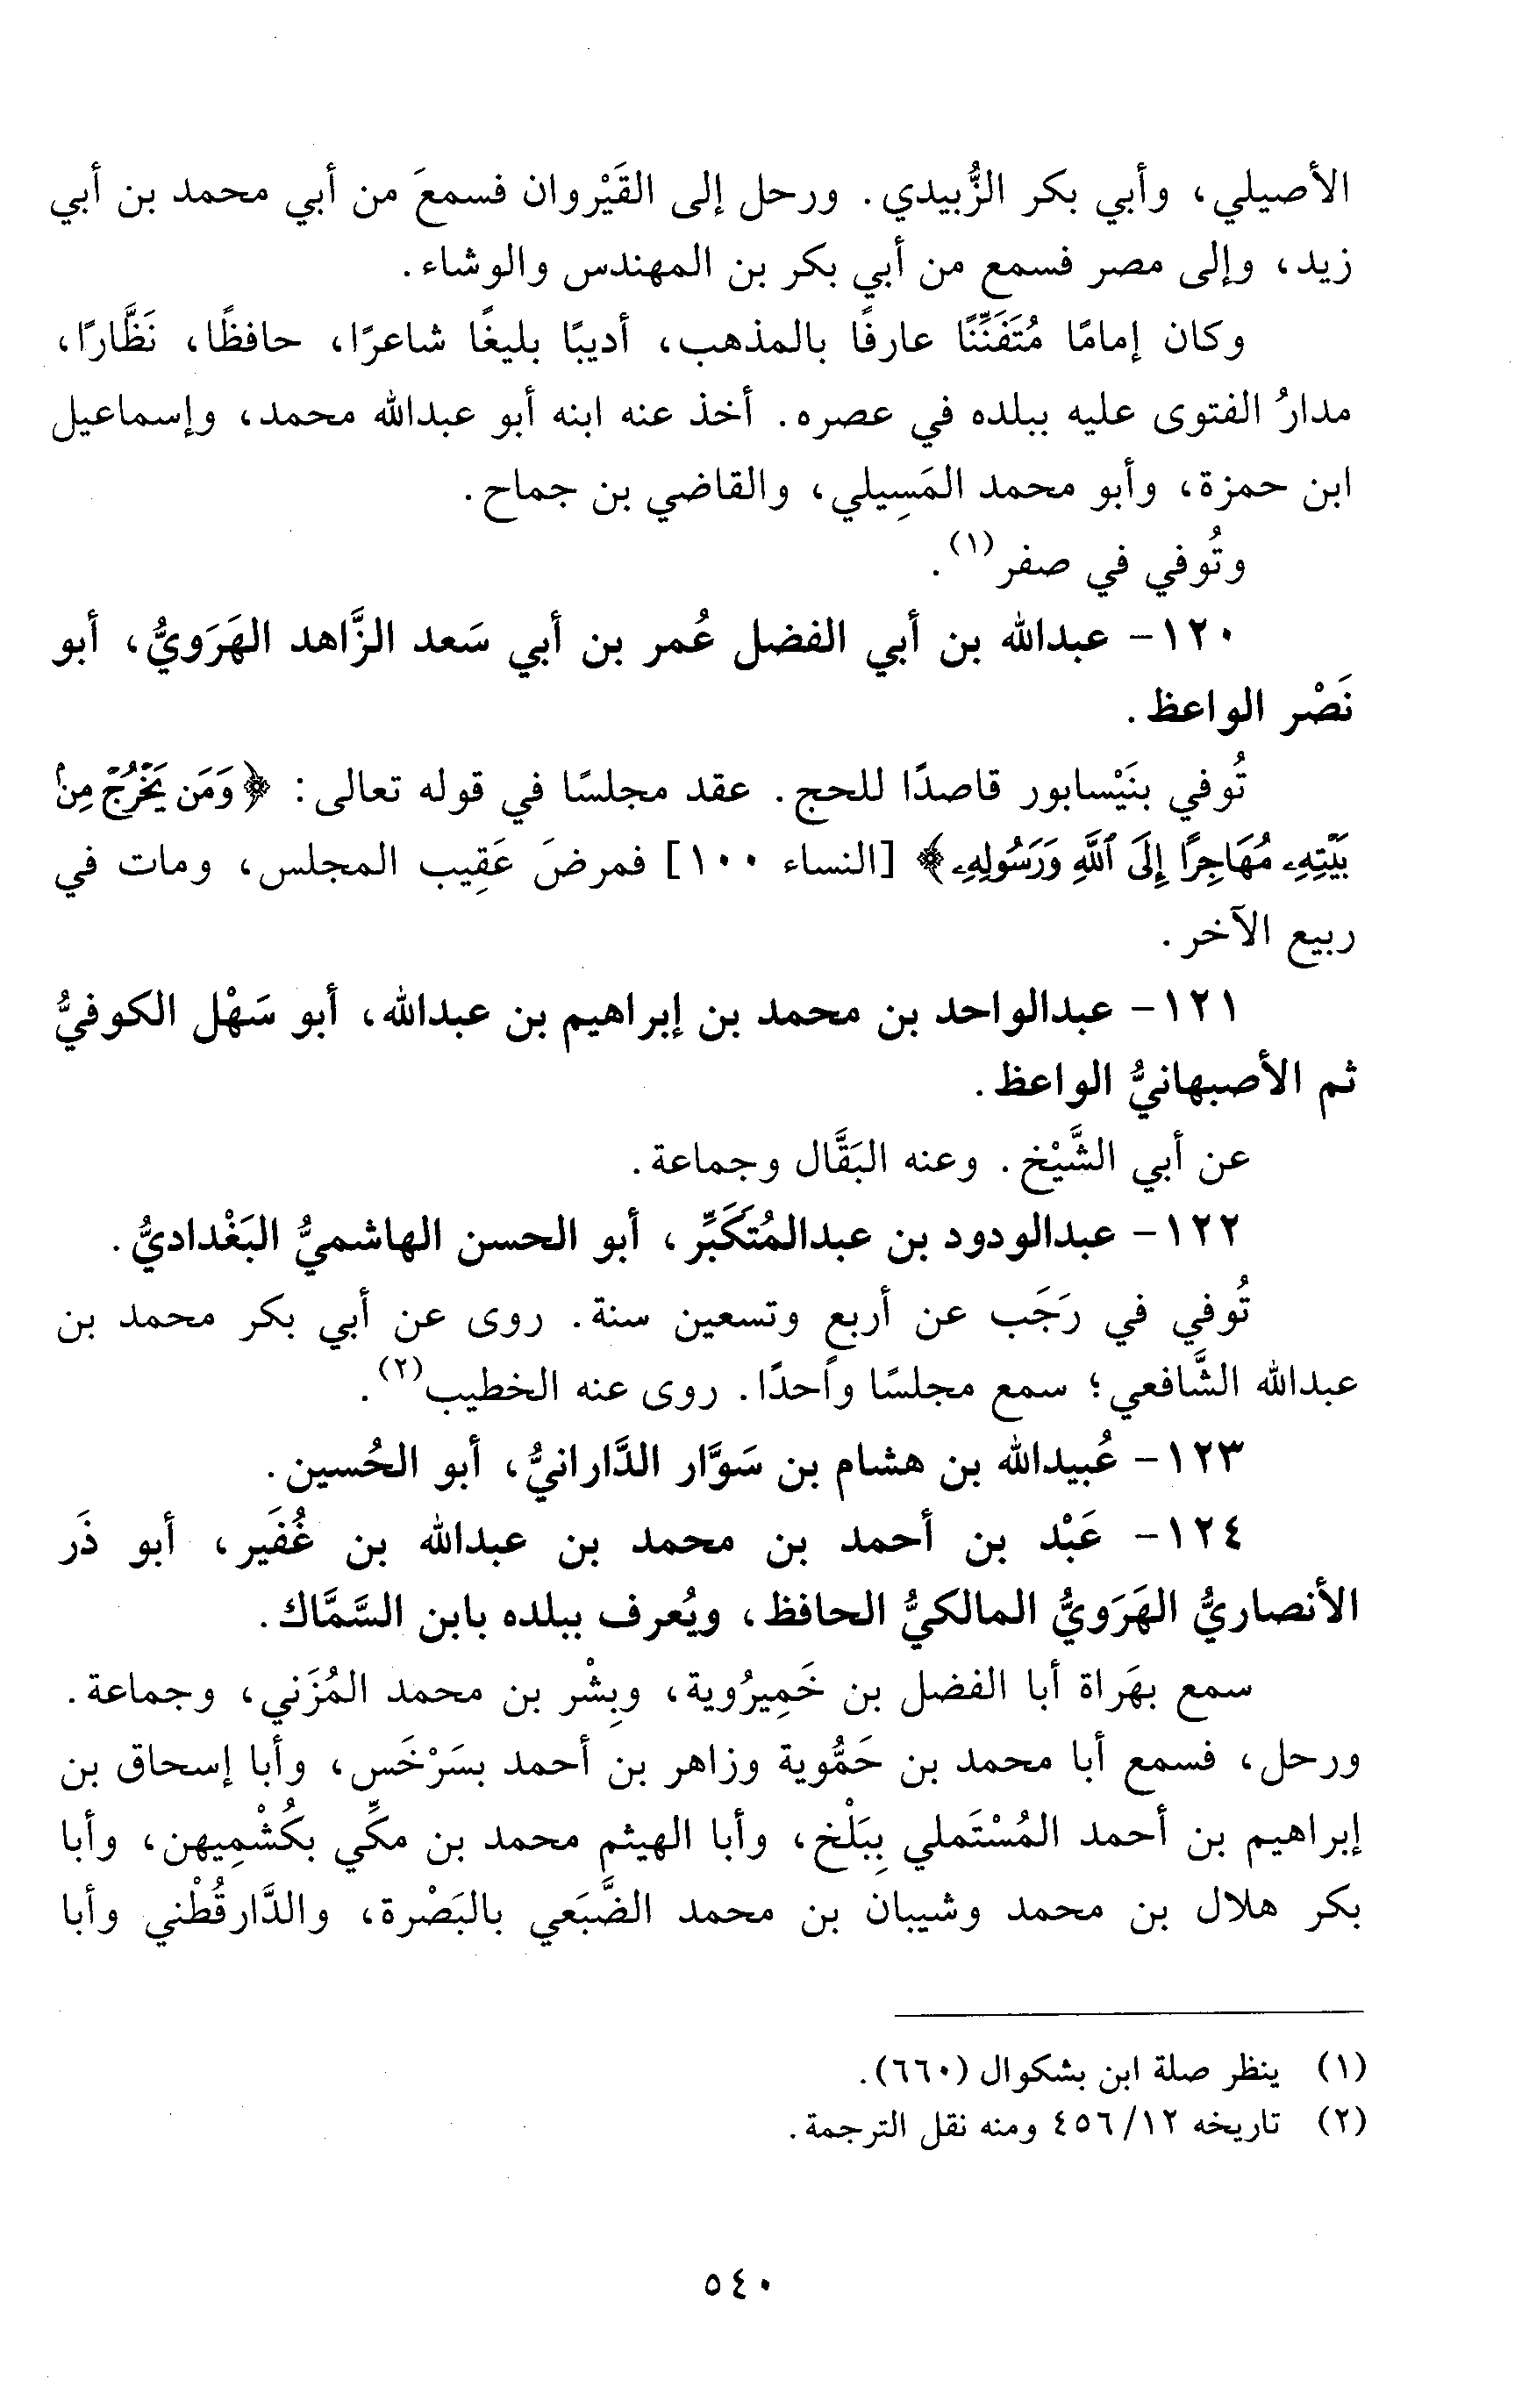 الأصيلي، وأبي بكر الزُّبيدي. ورحل إلى القَيْروان فسمعَ من أبي محمد بن أبي
زيد، وإلى مصر فسمع من أبي بكر بن المهندس والوشاء.
وكان إمامًا مُتَفَنِّنًا عارفًا بالمذهب، أديبًا بليغًا شاعرًا، حافظًا، نَظَّارًا،
مدارُ الفتوى عليه ببلده في عصره. أخذ عنه ابنه أبو عبدالله محمد، وإسماعيل
ابن حمزة، وأبو محمد المَسِيلي، والقاضي بن جماح.
وتُوفي في صفر(١).
١٢٠- عبدالله بن أبي الفضل عُمر بن أبي سَعد الزَّاهد الهَرَويُّ، أبو
نَصْر الواعظ.
تُوفي بنَيْسابور قاصدًا للحج. عقد مجلسًا في قوله تعالى: ﴿وَمَن يَخْرُجْ مِنۢ
بَيْتِهِۦ مُهَاجِرًا إِلَى ٱللَّهِ وَرَسُولِهِۦ﴾ [النساء ١٠٠] فمرضَ عَقِيب المجلس، ومات في
ربيع الآخر.
١٢١- عبدالواحد بن محمد بن إبراهيم بن عبدالله، أبو سَهْل الكوفيُّ
ثم الأصبهانيُّ الواعظ.
عن أبي الشَّيْخ. وعنه البَقَّال وجماعة.
١٢٢- عبدالودود بن عبدالمُتَكَبِّر، أبو الحسن الهاشميُّ البَغْداديُّ.
تُوفي في رَجَب عن أربع وتسعين سنة. روى عن أبي بكر محمد بن
عبدالله الشَّافعي؛ سمع مجلسًا واحدًا. روى عنه الخطيب(٢).
١٢٣- عُبيدالله بن هشام بن سَوَّار الدَّارانيُّ، أبو الحُسين.
١٢٤- عَبْد بن أحمد بن محمد بن عبدالله بن غُفَير، أبو ذَر
الأنصاريُّ الهَرَويُّ المالكيُّ الحافظ، ويُعرف ببلده بابن السَّمَّاك.
سمع بهَراة أبا الفضل بن خَمِيرُوية، وبِشْر بن محمد المُزَني، وجماعة.
ورحل، فسمع أبا محمد بن حَمُّوية وزاهر بن أحمد بسَرْخَس، وأبا إسحاق بن
إبراهيم بن أحمد المُسْتَملي بِبَلْخ، وأبا الهيثم محمد بن مكِّي بكُشْمِيهن، وأبا
بكر هلال بن محمد وشيبان بن محمد الضَّبَعي بالبَصْرة، والدَّارقُطْني وأبا
(١) ينظر صلة ابن بشكوال (٦٦٠).
(٢) تاريخه ١٢/ ٤٥٦ ومنه نقل الترجمة.
٥٤٠